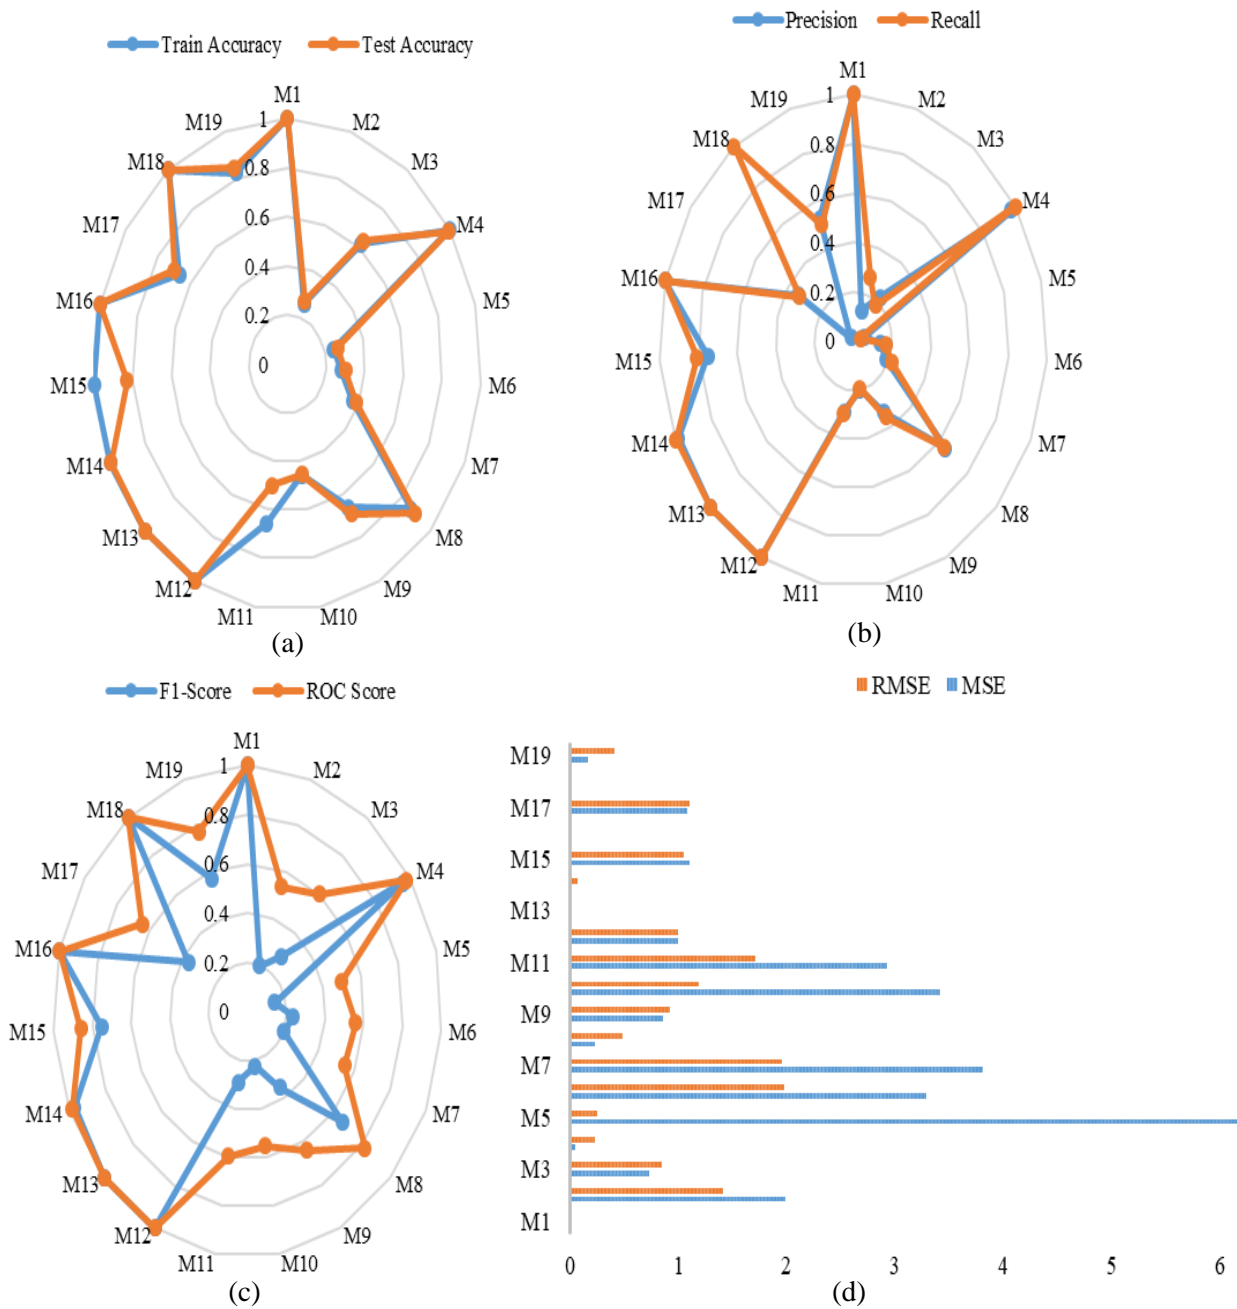 Train Accuracy Test Accuracy
M1
M2
M3
M4
M5
M6
M7
M8
M9
M10
M11
M12
M13
M14
M15
M16
M17
M18
M19
1
0.8
0.6
0.4
0.2
0
(a)
Precision Recall
M1
M2
M3
M4
M5
M6
M7
M8
M9
M10
M11
M12
M13
M14
M15
M16
M17
M18
M19
1
0.8
0.6
0.4
0.2
0
(b)
F1-Score ROC Score
M1
M2
M3
M4
M5
M6
M7
M8
M9
M10
M11
M12
M13
M14
M15
M16
M17
M18
M19
1
0.8
0.6
0.4
0.2
0
(c)
RMSE MSE
M19
M17
M15
M13
M11
M9
M7
M5
M3
M1
0 1 2 3 4 5 6
(d)